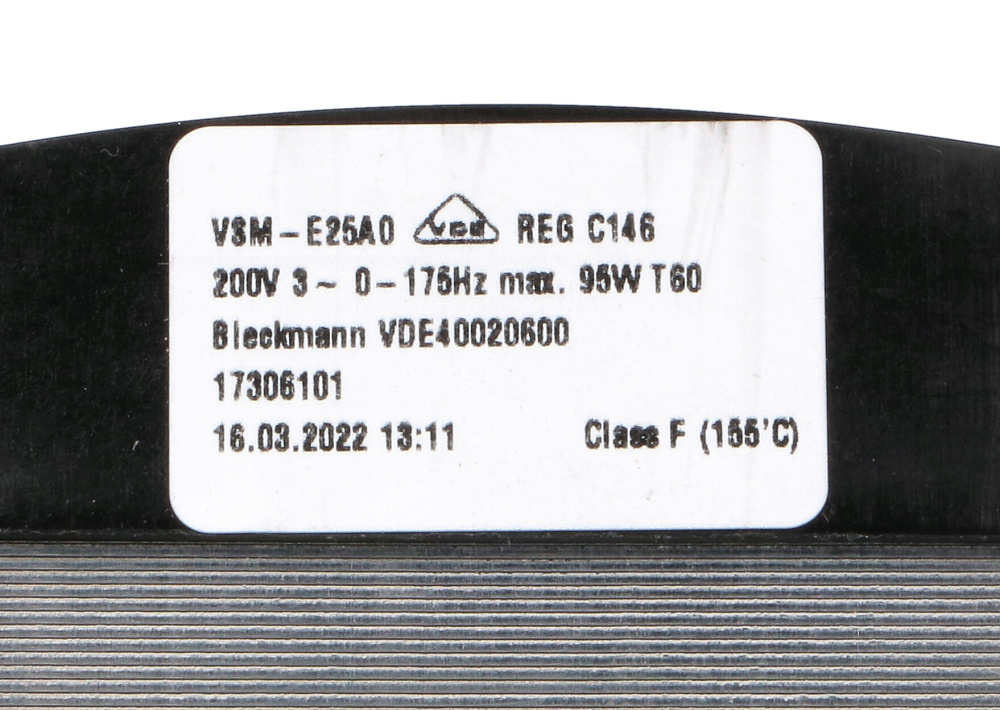 VSM-E25A0 VDE REG C146
200V 3~ 0-175Hz max. 95W T60
Bleckmann VDE40020600
17306101
16.03.2022 13:11 Class F (155'C)